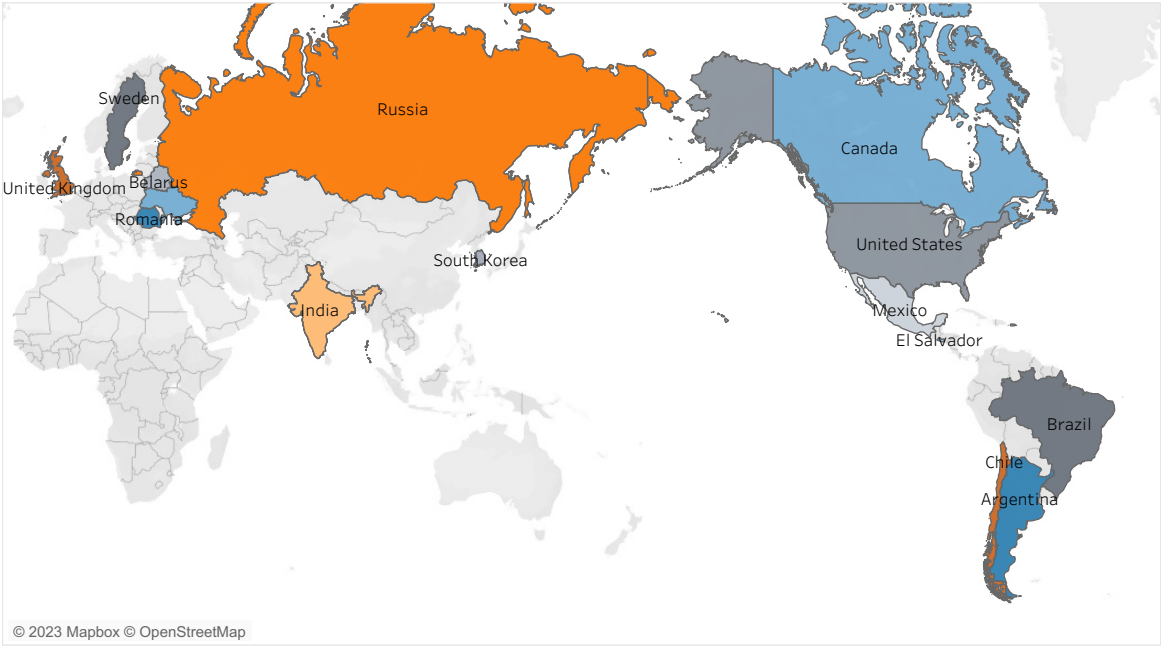 Sweden
Russia
Canada
United Kingdom
Belarus
Romania
United States
South Korea
India
Mexico
El Salvador
Brazil
Chile
Argentina
© 2023 Mapbox © OpenStreetMap